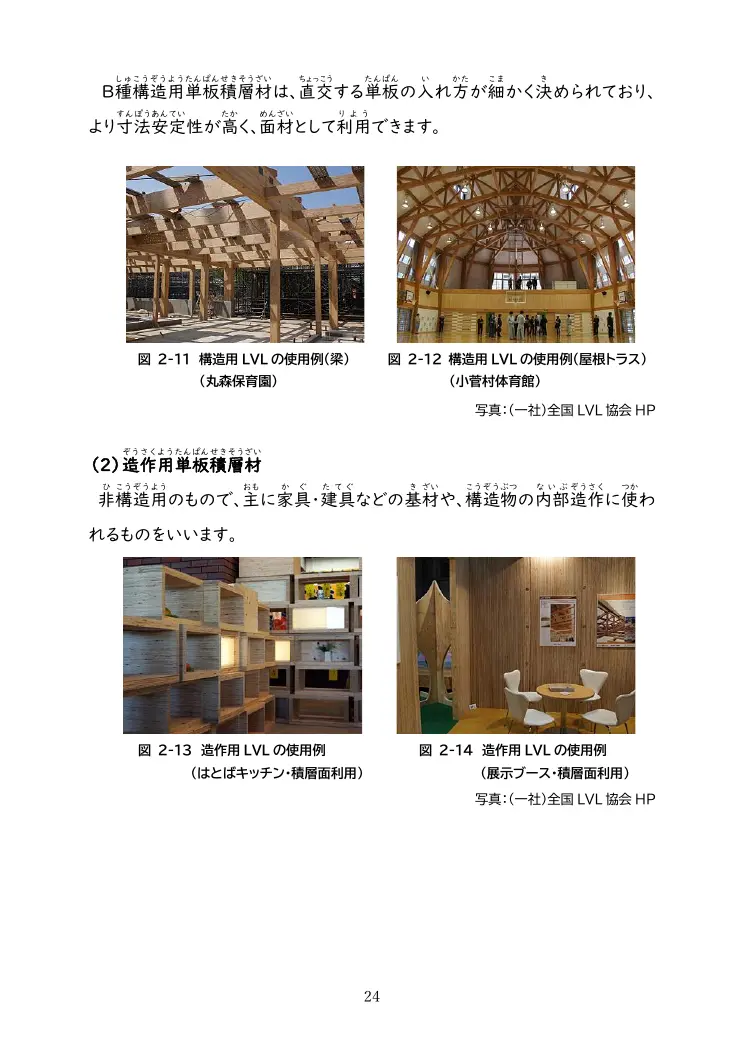 B種構造用単板積層材は、直交する単板の入れ方が細かく決められており、
より寸法安定性が高く、面材として利用できます。
図 2-11 構造用 LVL の使用例(梁)
(丸森保育園)
図 2-12 構造用 LVL の使用例(屋根トラス)
(小菅村体育館)
写真:(一社)全国 LVL 協会 HP
(2)造作用単板積層材
非構造用のもので、主に家具・建具などの基材や、構造物の内部造作に使わ
れるものをいいます。
図 2-13 造作用 LVL の使用例
(はとばキッチン・積層面利用)
図 2-14 造作用 LVL の使用例
(展示ブース・積層面利用)
写真:(一社)全国 LVL 協会 HP
24